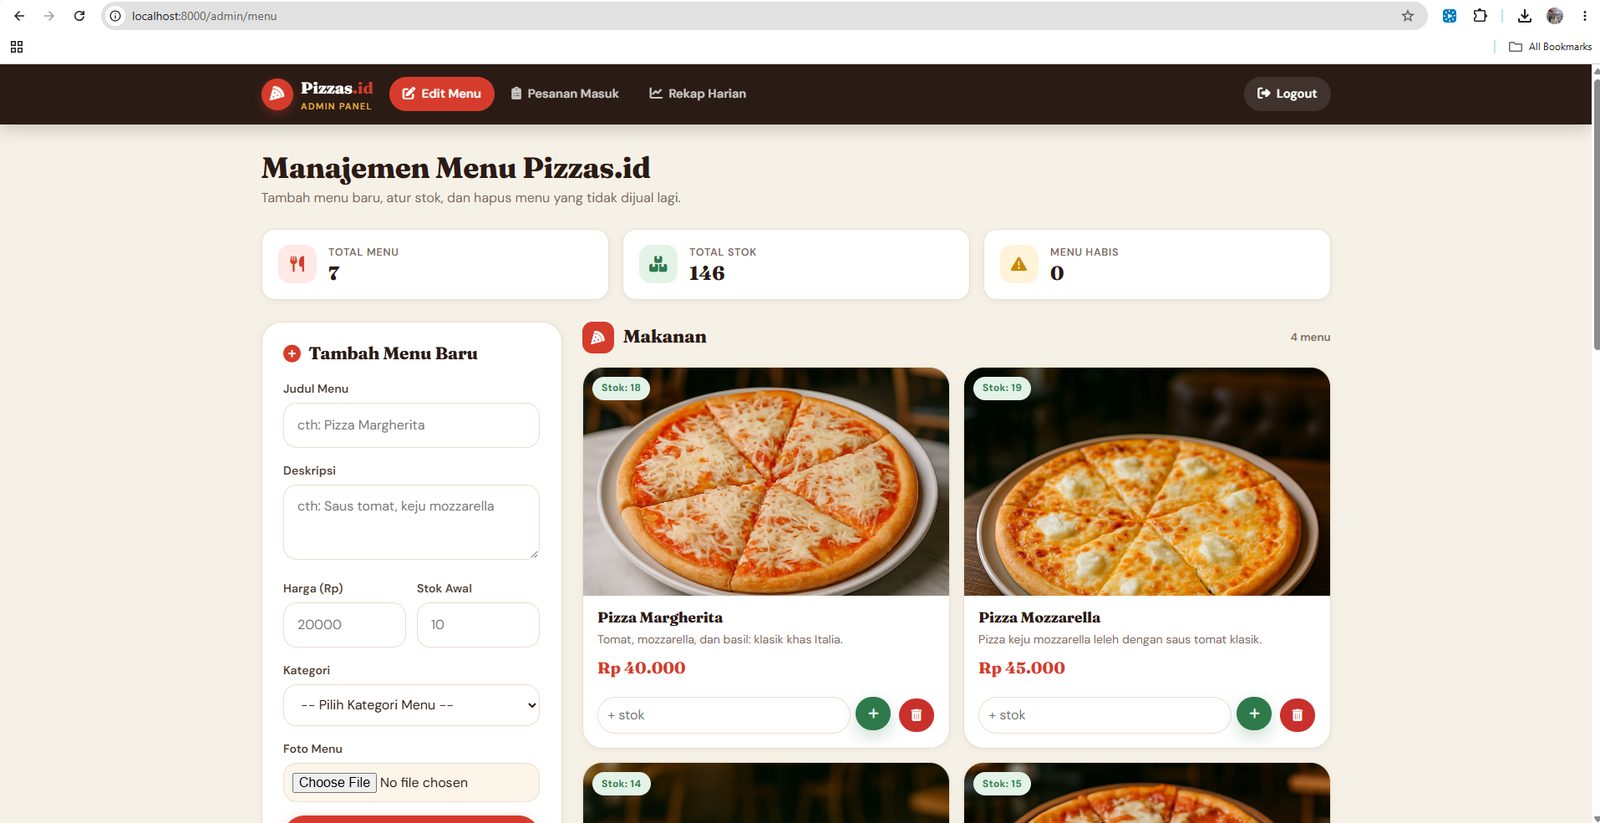 localhost:8000/admin/menu
All Bookmarks
Pizzas.id
ADMIN PANEL
Edit Menu
Pesanan Masuk
Rekap Harian
Logout
Manajemen Menu Pizzas.id
Tambah menu baru, atur stok, dan hapus menu yang tidak dijual lagi.
TOTAL MENU
7
TOTAL STOK
146
MENU HABIS
0
Tambah Menu Baru
Judul Menu
cth: Pizza Margherita
Deskripsi
cth: Saus tomat, keju mozzarella
Harga (Rp)
Stok Awal
20000
10
Kategori
-- Pilih Kategori Menu --
Foto Menu
Choose File No file chosen
Makanan
4 menu
Stok: 18
Pizza Margherita
Tomat, mozzarella, dan basil: klasik khas Italia.
Rp 40.000
+ stok
Stok: 19
Pizza Mozzarella
Pizza keju mozzarella leleh dengan saus tomat klasik.
Rp 45.000
+ stok
Stok: 14
Stok: 15